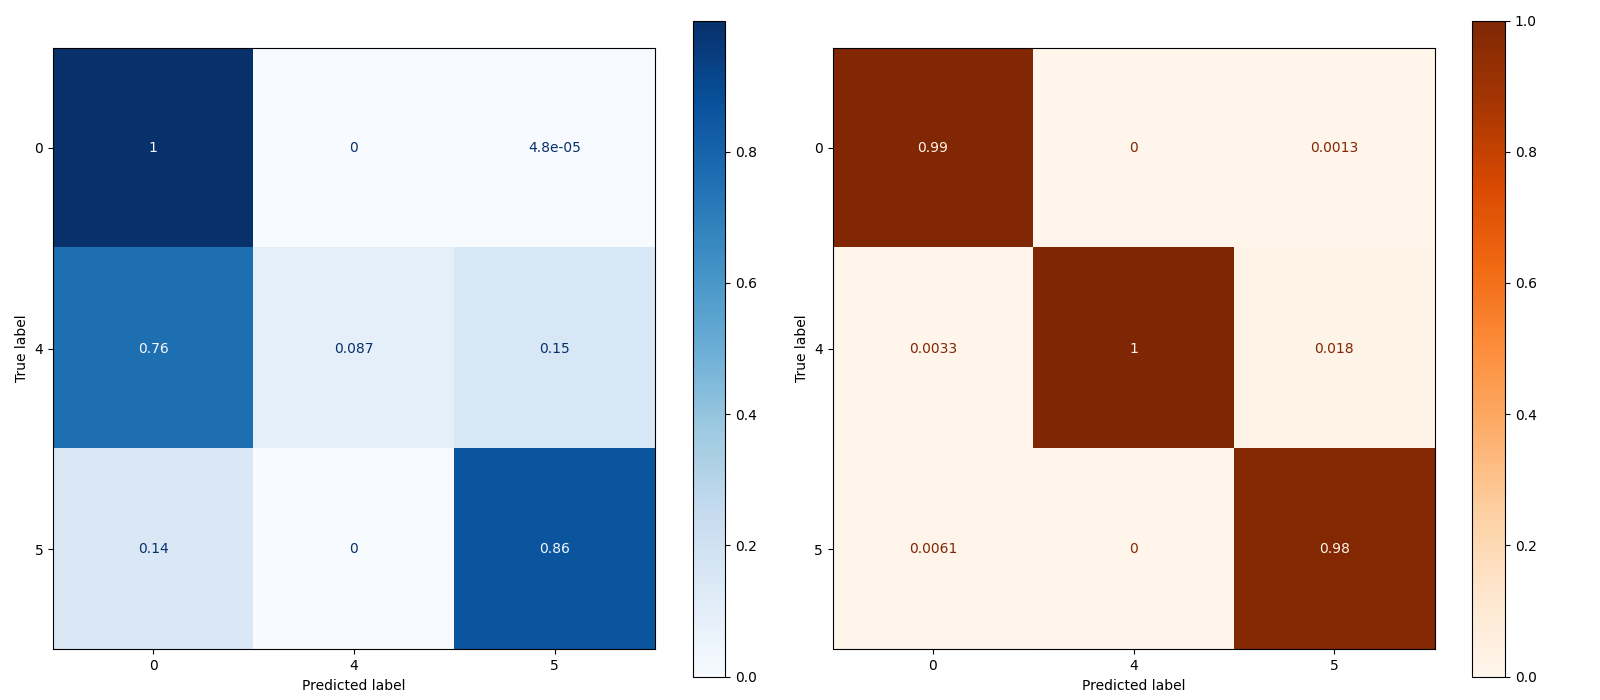 1.0
0 1 0 4.8e-05 0.8 0 0.99 0 0.0013 0.8
0.6 0.6
True label 4 0.76 0.087 0.15 True label 4 0.0033 1 0.018
0.4 0.4
5 0.14 0 0.86 0.2 5 0.0061 0 0.98 0.2
0 4 5 0.0 0 4 5 0.0
Predicted label Predicted label